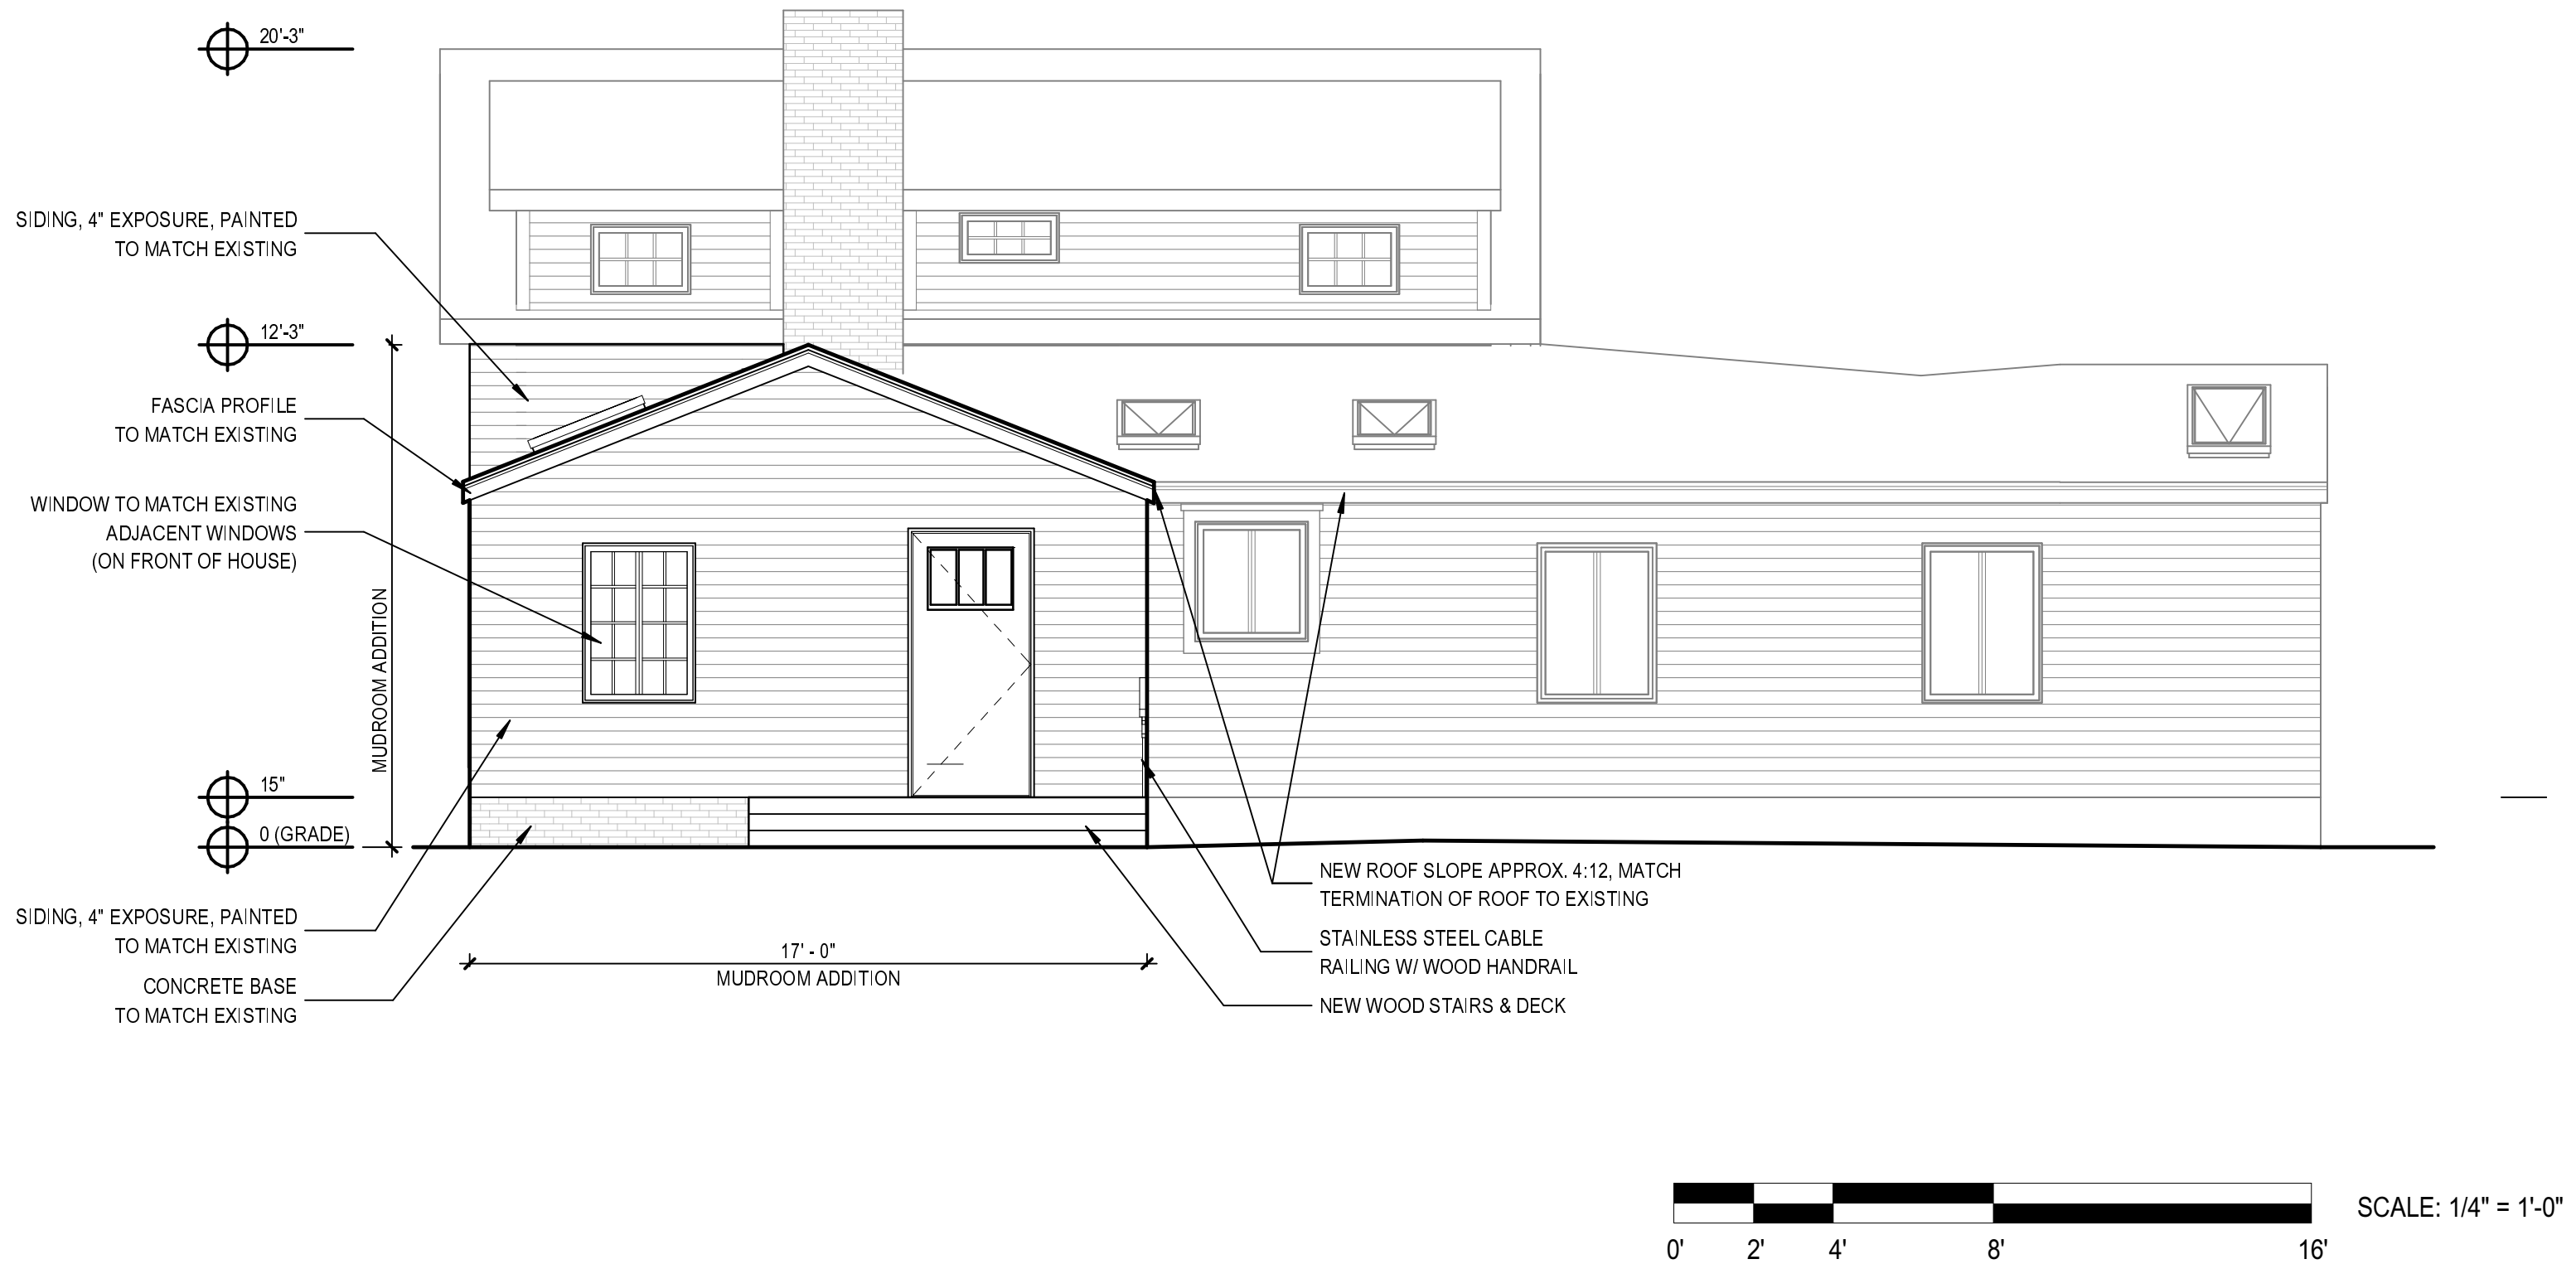 20'-3"
SIDING, 4" EXPOSURE, PAINTED
TO MATCH EXISTING
12'-3"
FASCIA PROFILE
TO MATCH EXISTING
WINDOW TO MATCH EXISTING
ADJACENT WINDOWS
(ON FRONT OF HOUSE)
MUDROOM ADDITION
15"
0 (GRADE)
SIDING, 4" EXPOSURE, PAINTED
TO MATCH EXISTING
CONCRETE BASE
TO MATCH EXISTING
17' - 0"
MUDROOM ADDITION
NEW ROOF SLOPE APPROX. 4:12, MATCH
TERMINATION OF ROOF TO EXISTING
STAINLESS STEEL CABLE
RAILING W/ WOOD HANDRAIL
NEW WOOD STAIRS & DECK
SCALE: 1/4" = 1'-0"
0' 2' 4' 8' 16'